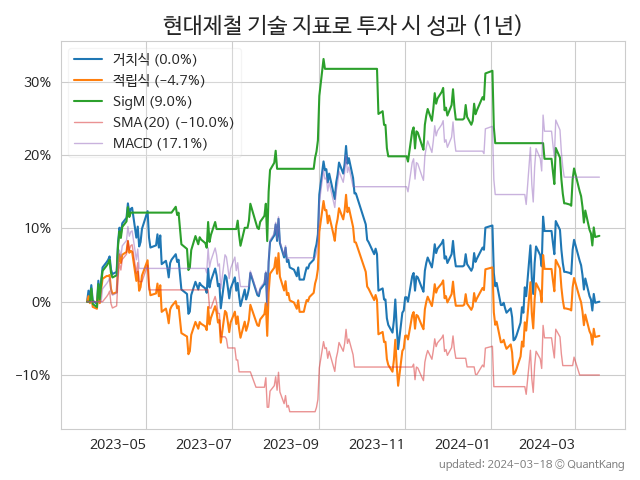 현대제철 기술 지표로 투자 시 성과 (1년)
거치식 (0.0%)
적립식 (−4.7%)
SigM (9.0%)
SMA(20) (−10.0%)
MACD (17.1%)
30%
20%
10%
0%
−10%
2023-05 2023-07 2023-09 2023-11 2024-01 2024-03
updated: 2024-03-18 © QuantKang